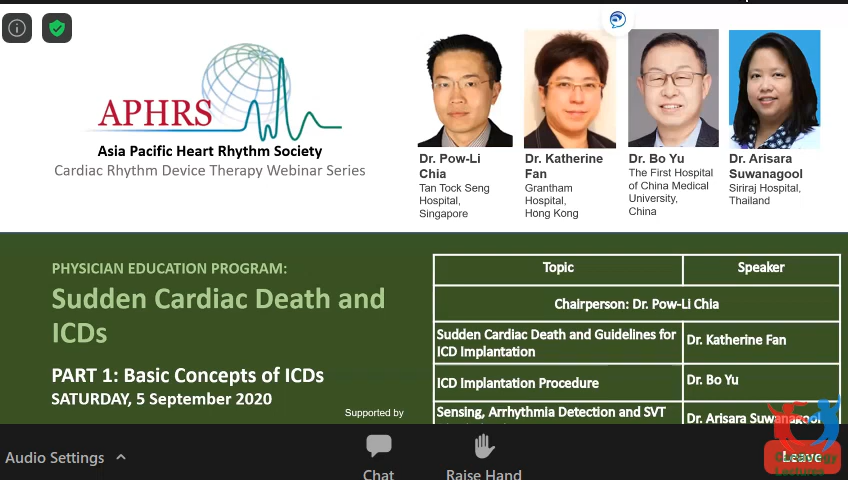 APHRS
Asia Pacific Heart Rhythm Society
Cardiac Rhythm Device Therapy Webinar Series
Dr. Pow-Li
Chia
Tan Tock Seng
Hospital,
Singapore
Dr. Katherine
Fan
Grantham
Hospital,
Hong Kong
Dr. Bo Yu
The First Hospital
of China Medical
University,
China
Dr. Arisara
Suwanagool
Siriraj Hospital,
Thailand
PHYSICIAN EDUCATION PROGRAM:
Sudden Cardiac Death and
ICDs
PART 1: Basic Concepts of ICDs
SATURDAY, 5 September 2020
Supported by
Topic
Speaker
Chairperson: Dr. Pow-Li Chia
Sudden Cardiac Death and Guidelines for
ICD Implantation
Dr. Katherine Fan
ICD Implantation Procedure
Dr. Bo Yu
Sensing, Arrhythmia Detection and SVT
Dr. Arisara Suwanagool
Audio Settings
Chat
Raise Hand
Leave
Lectures